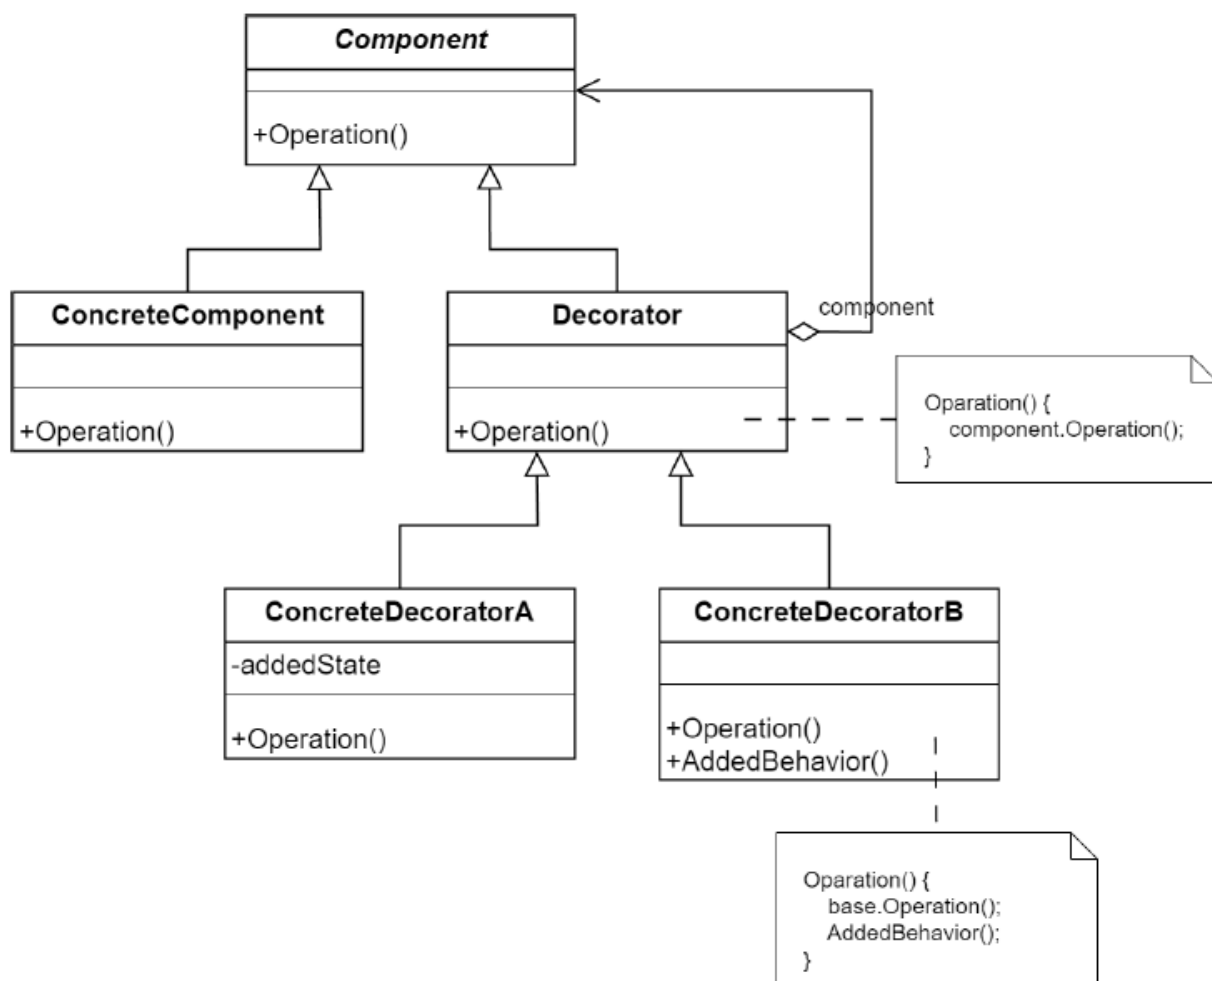 Component
+Operation()
ConcreteComponent
+Operation()
Decorator
+Operation()
component
Oparation() {
component.Operation();
}
ConcreteDecoratorA
-addedState
+Operation()
ConcreteDecoratorB
+Operation()
+AddedBehavior()
Oparation() {
base.Operation();
AddedBehavior();
}